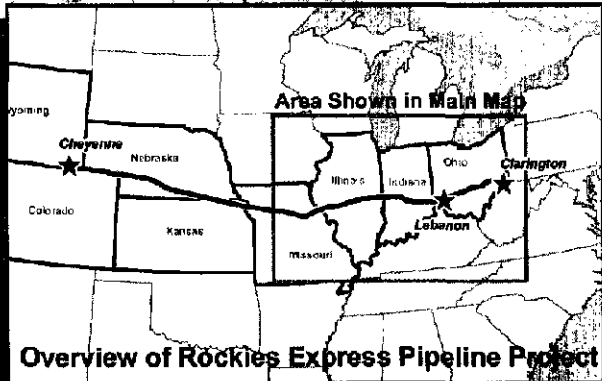 Area Shown in Main Map
yoming
Cheyenne
Nebraska
Ohio
Clarington
Illinois
Indiana
Colorado
Lebanon
Kansas
Missouri
Overview of Rockies Express Pipeline Project